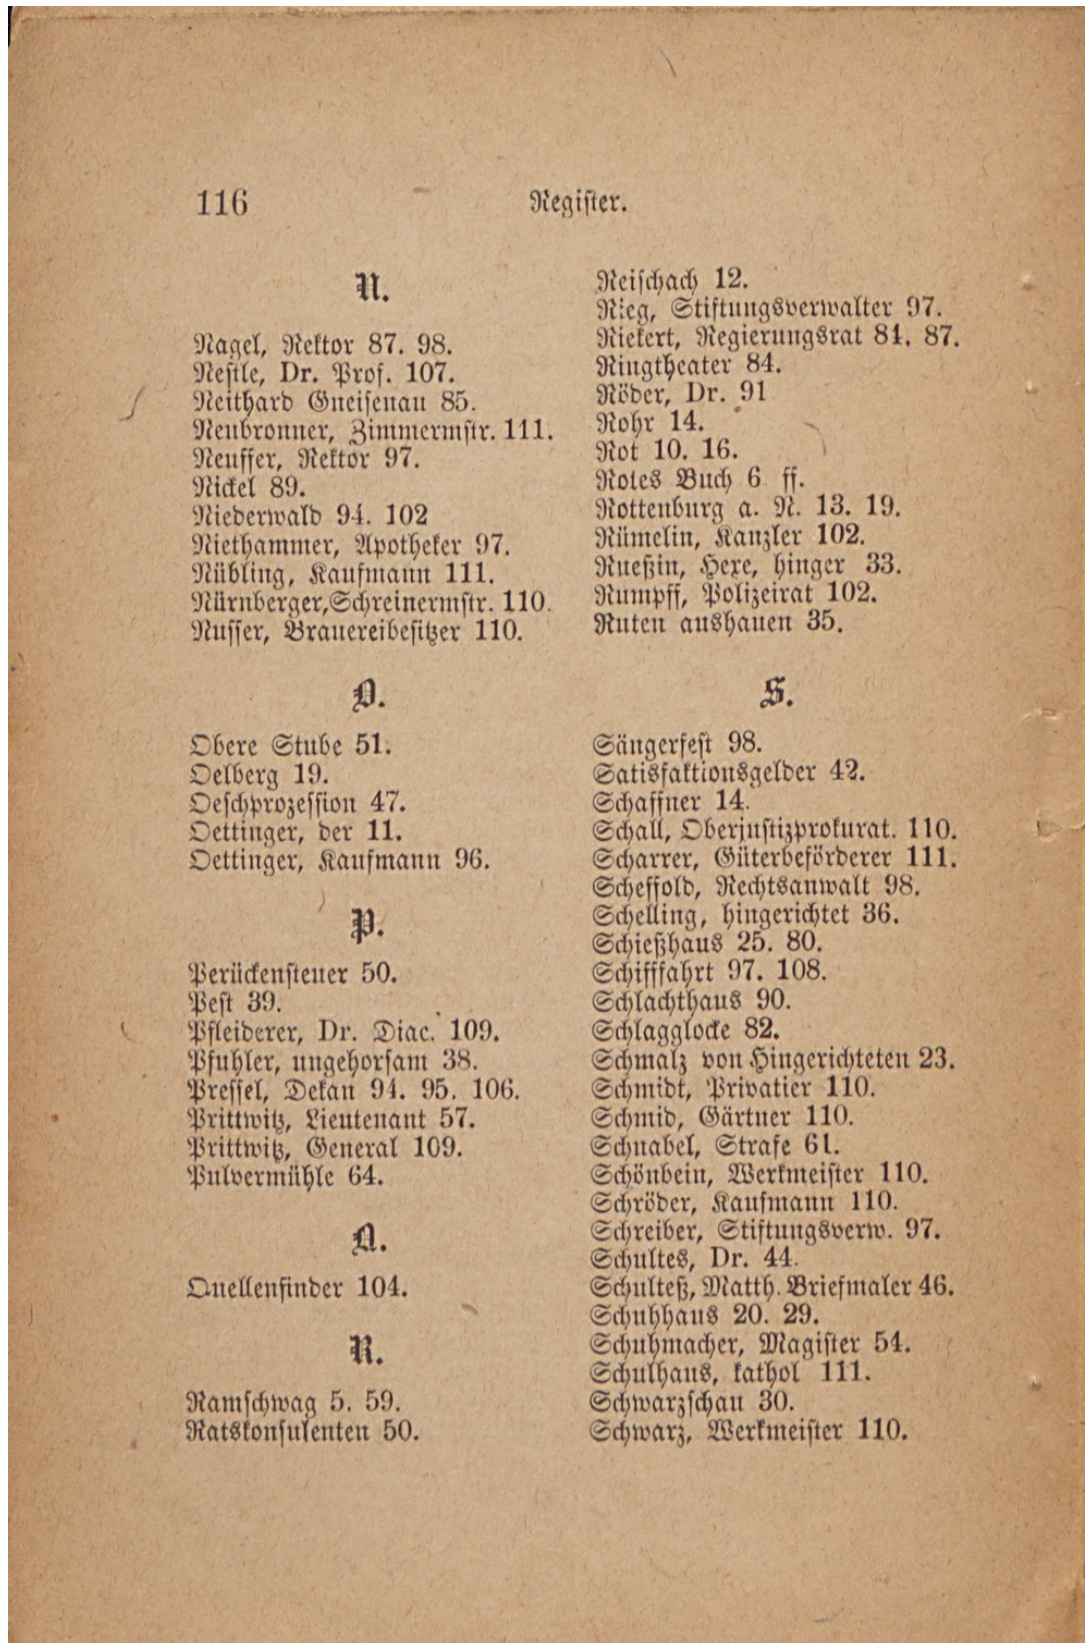 116
Register.
N.
Nagel, Rektor 87. 98.
Nestle, Dr. Prof. 107.
Neithard Gneisenau 85.
Neubronner, Zimmermstr. 111.
Neuffer, Rektor 97.
Nickel 89.
Niederwald 94. 102
Niethammer, Apotheker 97.
Nübling, Kaufmann 111.
Nürnberger, Schreinermstr. 110.
Nusser, Brauereibesitzer 110.
O.
Obere Stube 51.
Oelberg 19.
Oeschprozession 47.
Oettinger, der 11.
Oettinger, Kaufmann 96.
P.
Perückensteuer 50.
Pest 39.
Pfleiderer, Dr. Diac. 109.
Pfuhler, ungehorsam 38.
Pressel, Dekan 94. 95. 106.
Prittwitz, Lieutenant 57.
Prittwitz, General 109.
Pulvermühle 64.
Q.
Quellenfinder 104.
R.
Ramschwag 5. 59.
Ratskonsulenten 50.
Reischach 12.
Rieg, Stiftungsverwalter 97.
Riekert, Regierungsrat 84. 87.
Ringtheater 84.
Röder, Dr. 91
Rohr 14.
Rot 10. 16.
Rotes Buch 6 ff.
Rottenburg a. N. 13. 19.
Rümelin, Kanzler 102.
Rueßin, Hexe, hinger 33.
Rumpff, Polizeirat 102.
Ruten aushauen 35.
S.
Sängerfest 98.
Satisfaktionsgelder 42.
Schaffner 14.
Schall, Oberjustizprokurat. 110.
Scharrer, Güterbeförderer 111.
Scheffold, Rechtsanwalt 98.
Schelling, hingerichtet 36.
Schießhaus 25. 80.
Schifffahrt 97. 108.
Schlachthaus 90.
Schlagglocke 82.
Schmalz von Hingerichteten 23.
Schmidt, Privatier 110.
Schmid, Gärtner 110.
Schnabel, Strafe 61.
Schönbein, Werkmeister 110.
Schröder, Kaufmann 110.
Schreiber, Stiftungsverw. 97.
Schultes, Dr. 44.
Schulteß, Matth. Briefmaler 46.
Schuhhaus 20. 29.
Schuhmacher, Magister 54.
Schulhaus, kathol 111.
Schwarzschau 30.
Schwarz, Werkmeister 110.